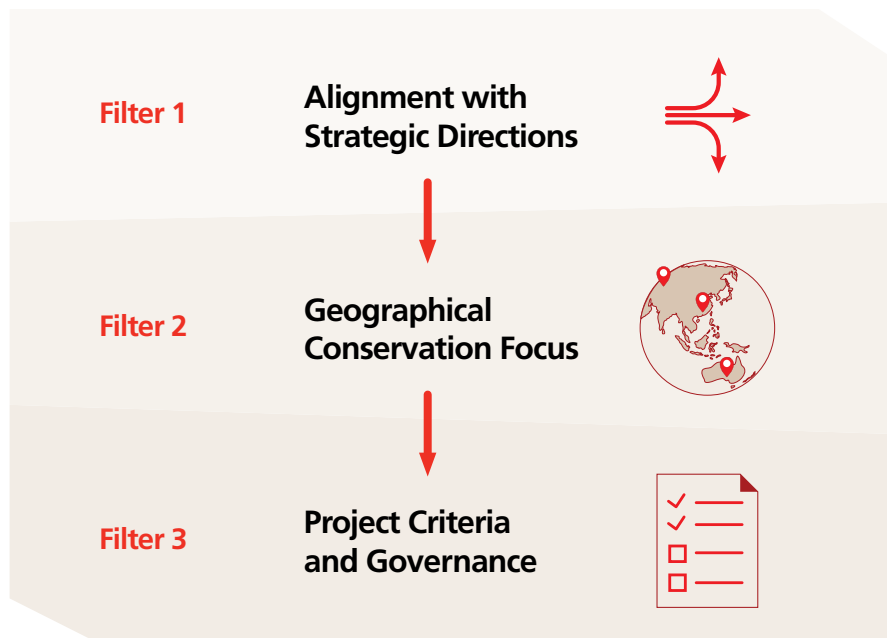 Filter 1
Alignment with
Strategic Directions
Filter 2
Geographical
Conservation Focus
Filter 3
Project Criteria
and Governance